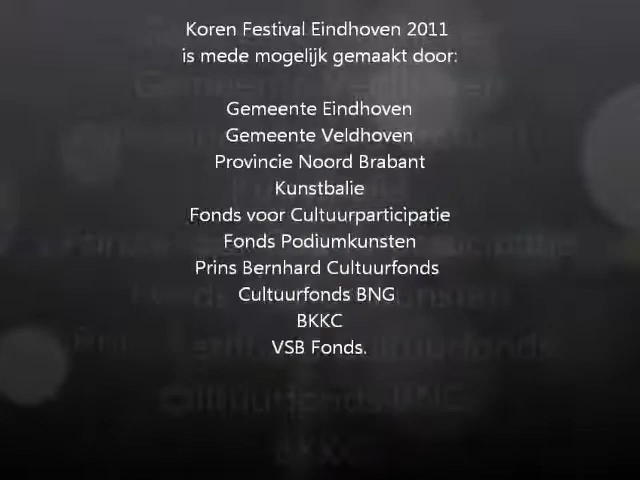 Koren Festival Eindhoven 2011
is mede mogelijk gemaakt door:
Gemeente Eindhoven
Gemeente Veldhoven
Provincie Noord Brabant
Kunstbalie
Fonds voor Cultuurparticipatie
Fonds Podiumkunsten
Prins Bernhard Cultuurfonds
Cultuurfonds BNG
BKKC
VSB Fonds.